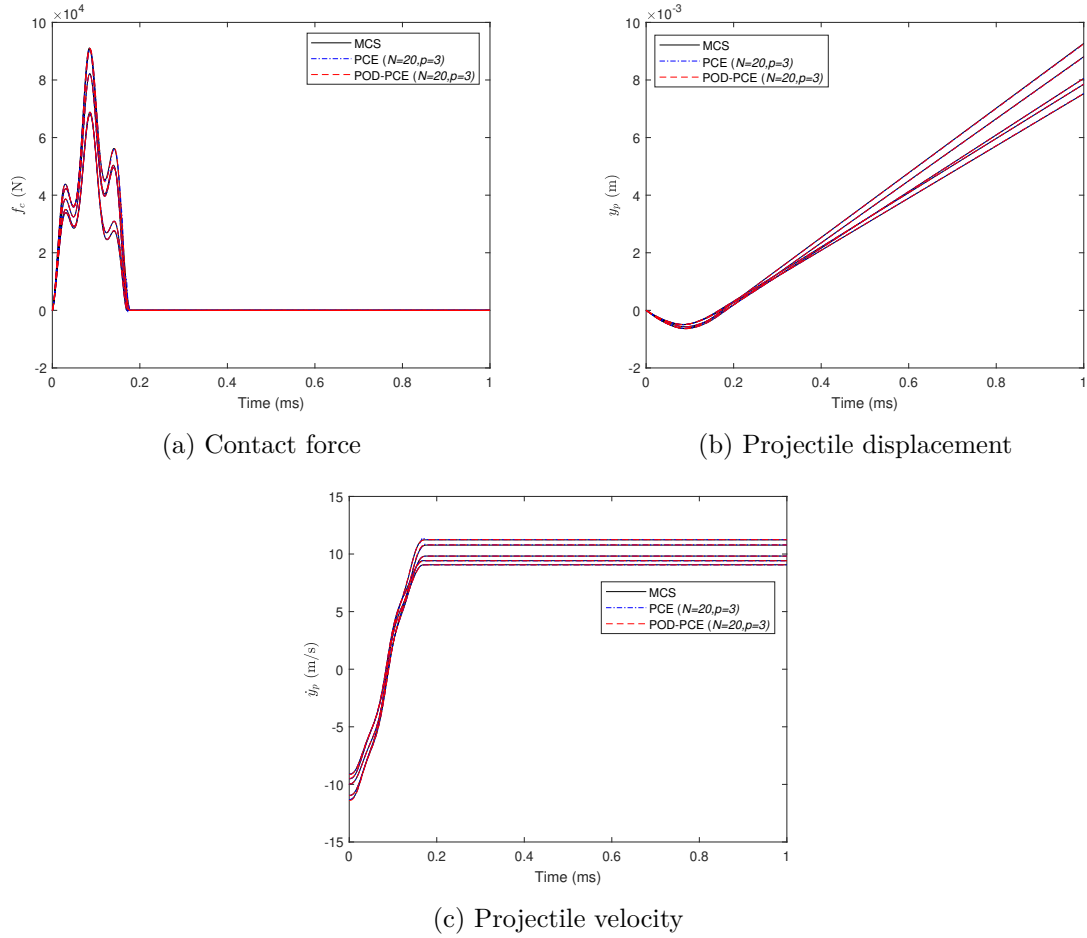 ×10⁴
10
8
6
4
2
0
-2
f_c (N)
0 0.2 0.4 0.6 0.8 1
Time (ms)
MCS
PCE (N=20,p=3)
POD-PCE (N=20,p=3)
(a) Contact force
×10⁻³
10
8
6
4
2
0
-2
y_p (m)
0 0.2 0.4 0.6 0.8 1
Time (ms)
MCS
PCE (N=20,p=3)
POD-PCE (N=20,p=3)
(b) Projectile displacement
15
10
5
0
-5
-10
-15
ẏ_p (m/s)
0 0.2 0.4 0.6 0.8 1
Time (ms)
MCS
PCE (N=20,p=3)
POD-PCE (N=20,p=3)
(c) Projectile velocity